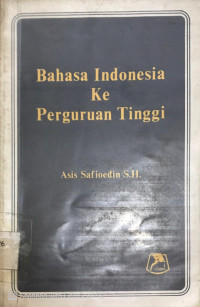 Bahasa Indonesia
Ke
Perguruan Tinggi
Asis Safioedin S.H.